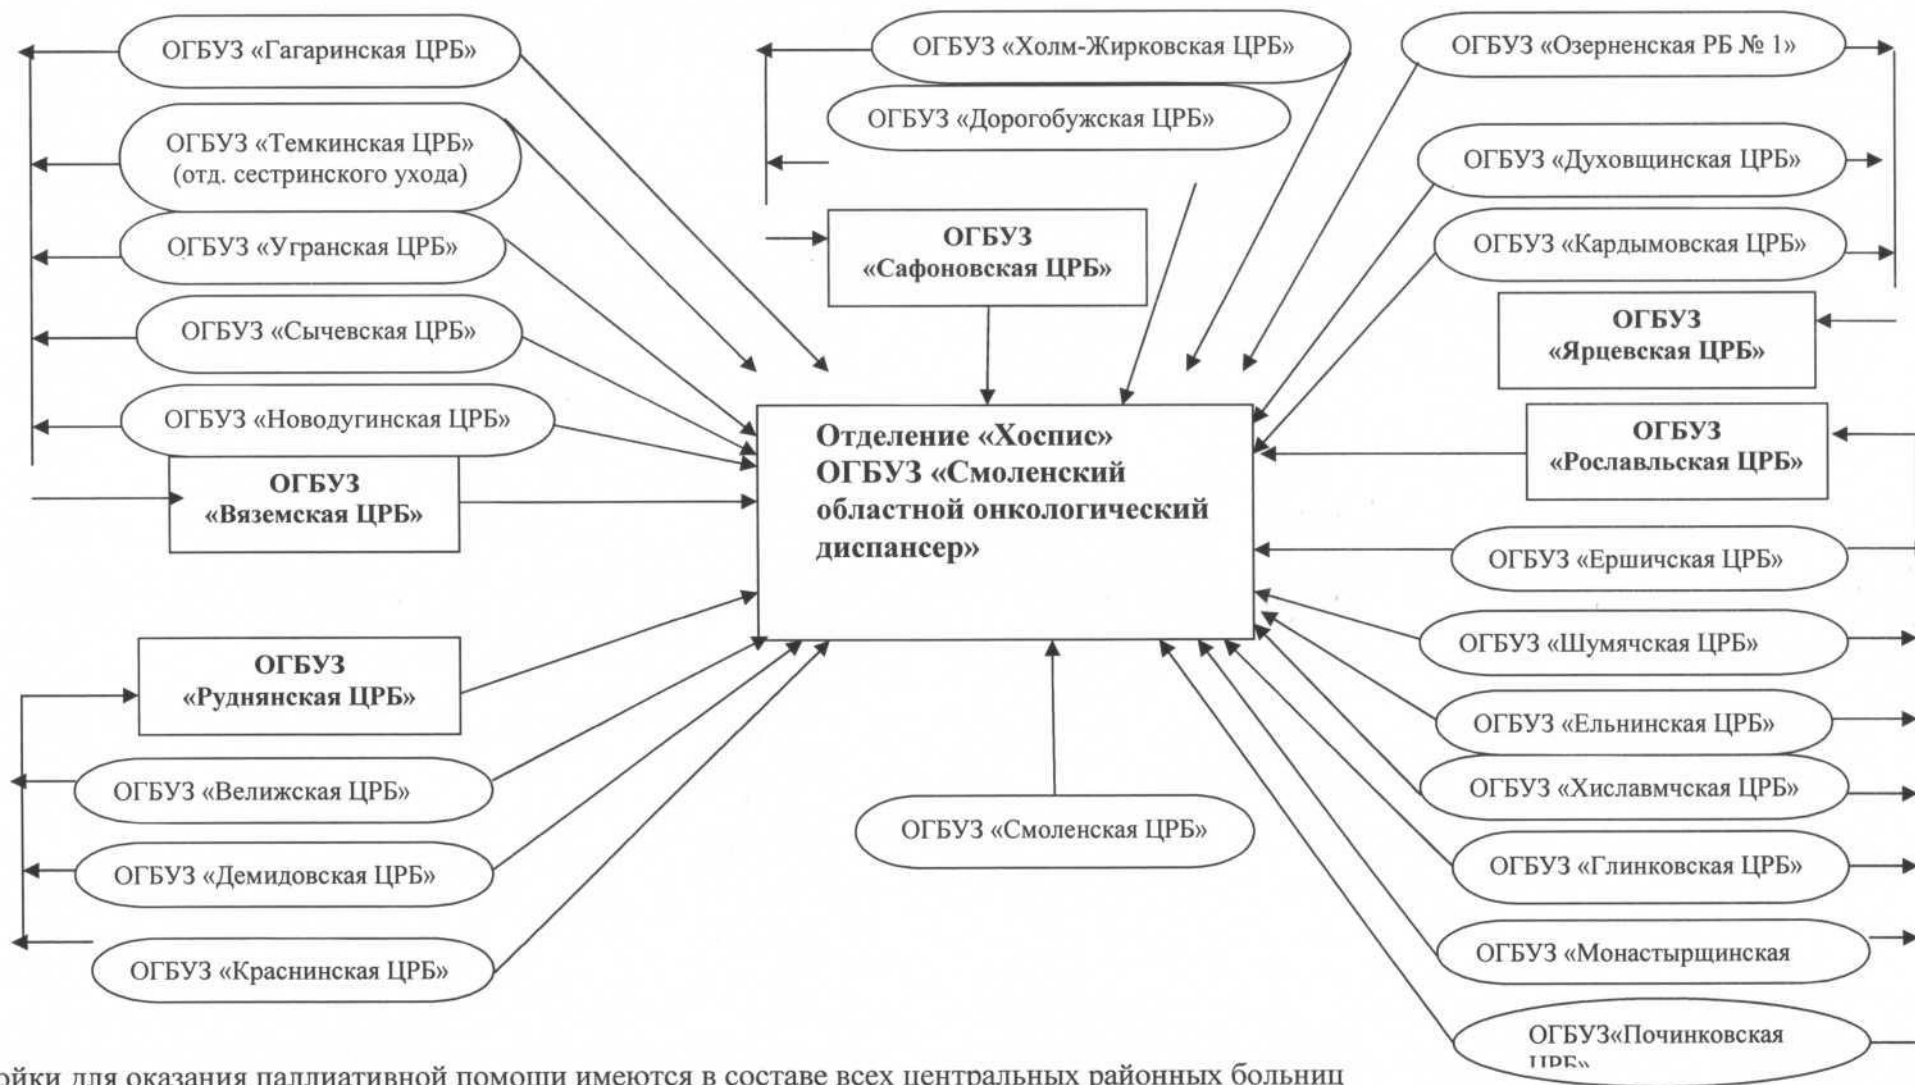 ОГБУЗ «Гагаринская ЦРБ»
ОГБУЗ «Темкинская ЦРБ»
(отд. сестринского ухода)
ОГБУЗ «Угранская ЦРБ»
ОГБУЗ «Сычевская ЦРБ»
ОГБУЗ «Новодугинская ЦРБ»
ОГБУЗ
«Вяземская ЦРБ»
ОГБУЗ «Холм-Жирковская ЦРБ»
ОГБУЗ «Дорогобужская ЦРБ»
ОГБУЗ
«Сафоновская ЦРБ»
ОГБУЗ «Озерненская РБ № 1»
ОГБУЗ «Духовщинская ЦРБ»
ОГБУЗ «Кардымовская ЦРБ»
ОГБУЗ
«Ярцевская ЦРБ»
ОГБУЗ
«Рославльская ЦРБ»
Отделение «Хоспис»
ОГБУЗ «Смоленский
областной онкологический
диспансер»
ОГБУЗ
«Руднянская ЦРБ»
ОГБУЗ «Велижская ЦРБ»
ОГБУЗ «Демидовская ЦРБ»
ОГБУЗ «Краснинская ЦРБ»
ОГБУЗ «Смоленская ЦРБ»
ОГБУЗ «Ершичская ЦРБ»
ОГБУЗ «Шумячская ЦРБ»
ОГБУЗ «Ельнинская ЦРБ»
ОГБУЗ «Хиславмчская ЦРБ»
ОГБУЗ «Глинковская ЦРБ»
ОГБУЗ «Монастырщинская
ОГБУЗ«Починковская
ЦРБ»
ойки для оказания паллиативной помощи имеются в составе всех центральных районных больниц